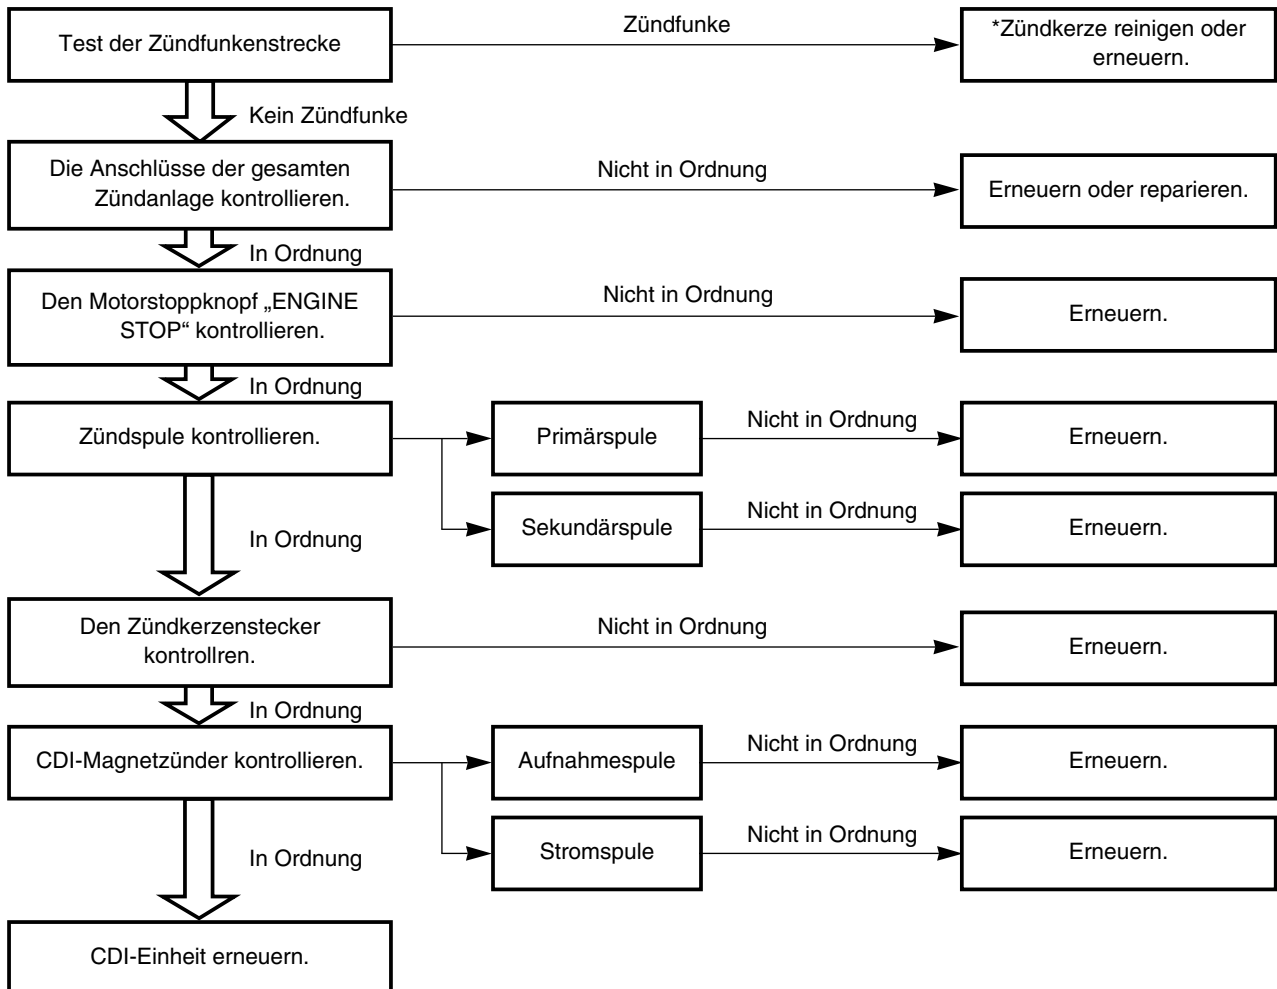 Test der Zündfunkenstrecke
Zündfunke
*Zündkerze reinigen oder
erneuern.
Kein Zündfunke
Die Anschlüsse der gesamten
Zündanlage kontrollieren.
Nicht in Ordnung
Erneuern oder reparieren.
In Ordnung
Den Motorstoppknopf „ENGINE
STOP“ kontrollieren.
Nicht in Ordnung
Erneuern.
In Ordnung
Zündspule kontrollieren.
Primärspule
Nicht in Ordnung
Erneuern.
Sekundärspule
Nicht in Ordnung
Erneuern.
In Ordnung
Den Zündkerzenstecker
kontrollren.
Nicht in Ordnung
Erneuern.
In Ordnung
CDI-Magnetzünder kontrollieren.
Aufnahmespule
Nicht in Ordnung
Erneuern.
Stromspule
Nicht in Ordnung
Erneuern.
In Ordnung
CDI-Einheit erneuern.